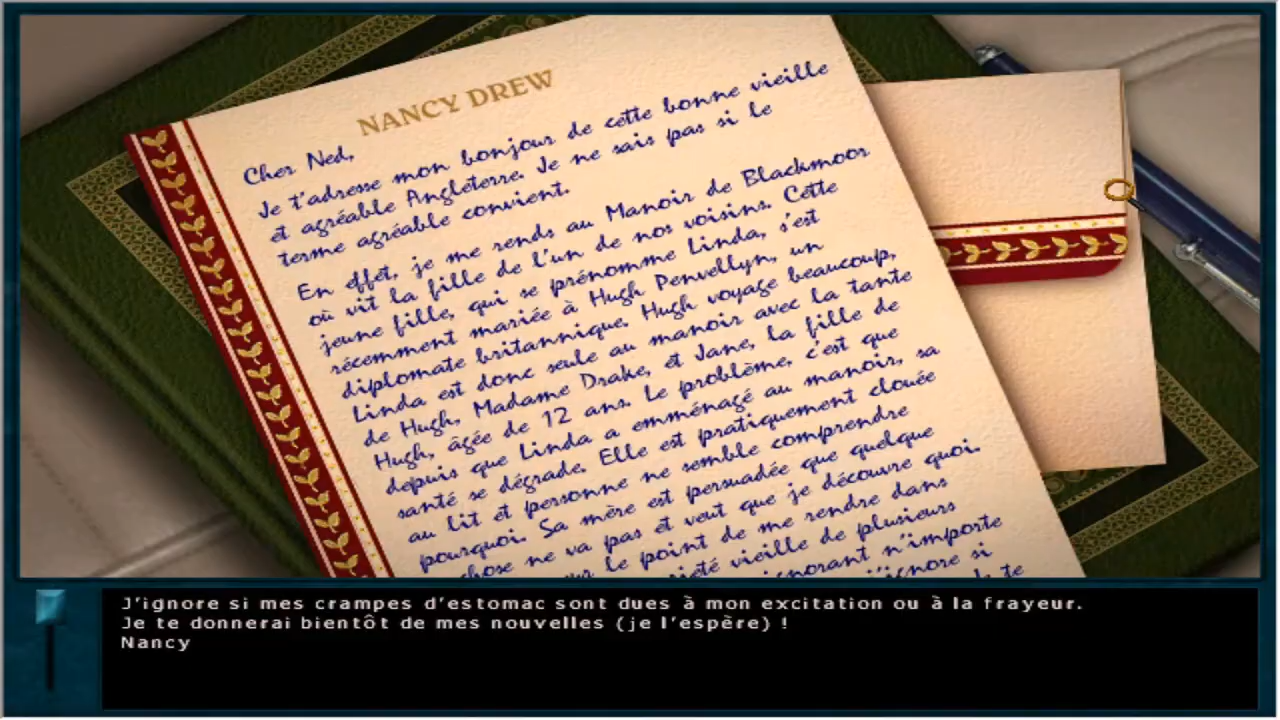 NANCY DREW
Cher Ned,
Je t'adresse mon bonjour de cette bonne vieille
et agréable Angleterre. Je ne sais pas si le
terme agréable convient.
En effet, je me rends au Manoir de Blackmoor
où vit la fille de l'un de nos voisins. Cette
jeune fille, qui se prénomme Linda, s'est
récemment mariée à Hugh Penvellyn, un
diplomate britannique. Hugh voyage beaucoup,
Linda est donc seule au manoir avec la tante
de Hugh, Madame Drake, et Jane, la fille de
Hugh, âgée de 12 ans. Le problème, c'est que
depuis que Linda a emménagé au manoir, sa
santé se dégrade. Elle est pratiquement clouée
au lit et personne ne semble comprendre
pourquoi. Sa mère est persuadée que quelque
chose ne va pas et veut que je découvre quoi.
le point de me rendre dans
vieille de plusieurs
ignorant n'importe
j'ignore si
te
J'ignore si mes crampes d'estomac sont dues à mon excitation ou à la frayeur.
Je te donnerai bientôt de mes nouvelles (je l'espère) !
Nancy